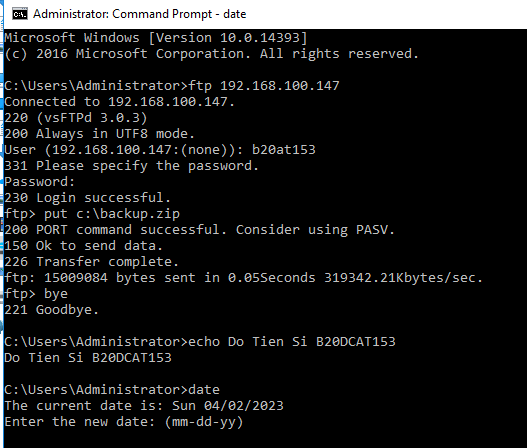 Administrator: Command Prompt - date
Microsoft Windows [Version 10.0.14393]
(c) 2016 Microsoft Corporation. All rights reserved.
C:\Users\Administrator>ftp 192.168.100.147
Connected to 192.168.100.147.
220 (vsFTPd 3.0.3)
200 Always in UTF8 mode.
User (192.168.100.147:(none)): b20at153
331 Please specify the password.
Password:
230 Login successful.
ftp> put c:\backup.zip
200 PORT command successful. Consider using PASV.
150 Ok to send data.
226 Transfer complete.
ftp: 15009084 bytes sent in 0.05Seconds 319342.21Kbytes/sec.
ftp> bye
221 Goodbye.
C:\Users\Administrator>echo Do Tien Si B20DCAT153
Do Tien Si B20DCAT153
C:\Users\Administrator>date
The current date is: Sun 04/02/2023
Enter the new date: (mm-dd-yy)